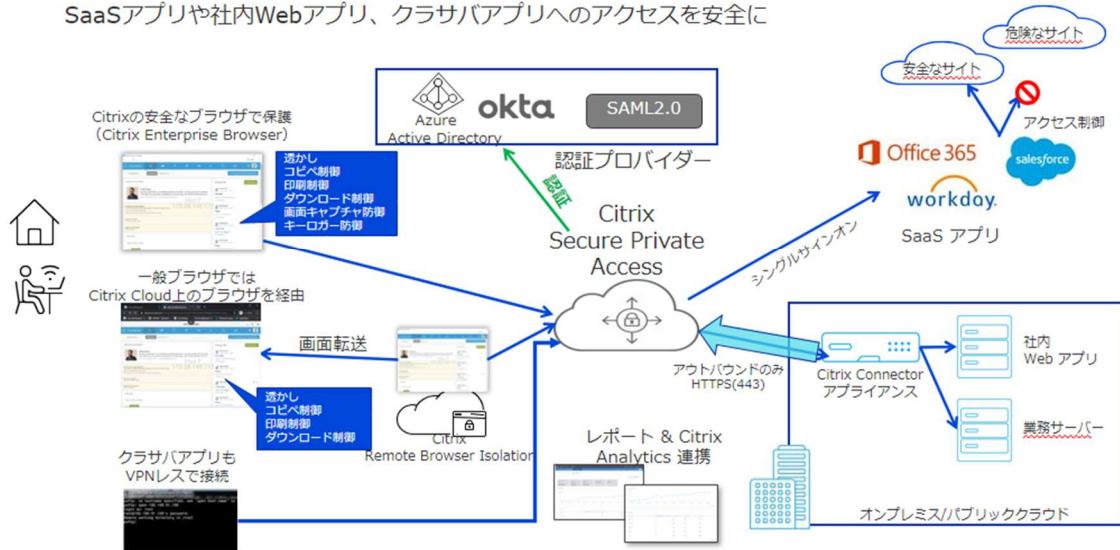 SaaSアプリや社内Webアプリ、クラサバアプリへのアクセスを安全に
危険なサイト
安全なサイト
アクセス制御
Azure
Active Directory
okta
SAML2.0
認証プロバイダー
認証
Citrixの安全なブラウザで保護
（Citrix Enterprise Browser）
透かし
コピペ制御
印刷制御
ダウンロード制御
画面キャプチャ防御
キーロガー防御
Office 365
salesforce
workday.
SaaS アプリ
Citrix
Secure Private
Access
シングルサインオン
一般ブラウザでは
Citrix Cloud上のブラウザを経由
画面転送
透かし
コピペ制御
印刷制御
ダウンロード制御
Citrix
Remote Browser Isolation
アウトバウンドのみ
HTTPS(443)
Citrix Connector
アプライアンス
社内
Web アプリ
業務サーバー
クラサバアプリも
VPNレスで接続
レポート & Citrix
Analytics 連携
オンプレミス/パブリッククラウド